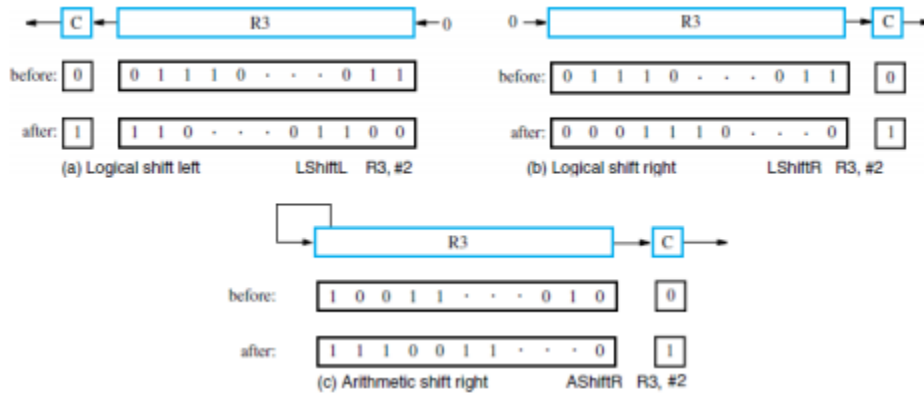 C R3 0
before: 0 0 1 1 1 0 · · · 0 1 1
after: 1 1 1 0 · · · 0 1 1 0 0
(a) Logical shift left LShiftL R3, #2
0 R3 C
before: 0 1 1 1 0 · · · 0 1 1 0
after: 0 0 0 1 1 1 0 · · · 0 1
(b) Logical shift right LShiftR R3, #2
R3 C
before: 1 0 0 1 1 · · · 0 1 0 0
after: 1 1 1 0 0 1 1 · · · 0 1
(c) Arithmetic shift right AShiftR R3, #2